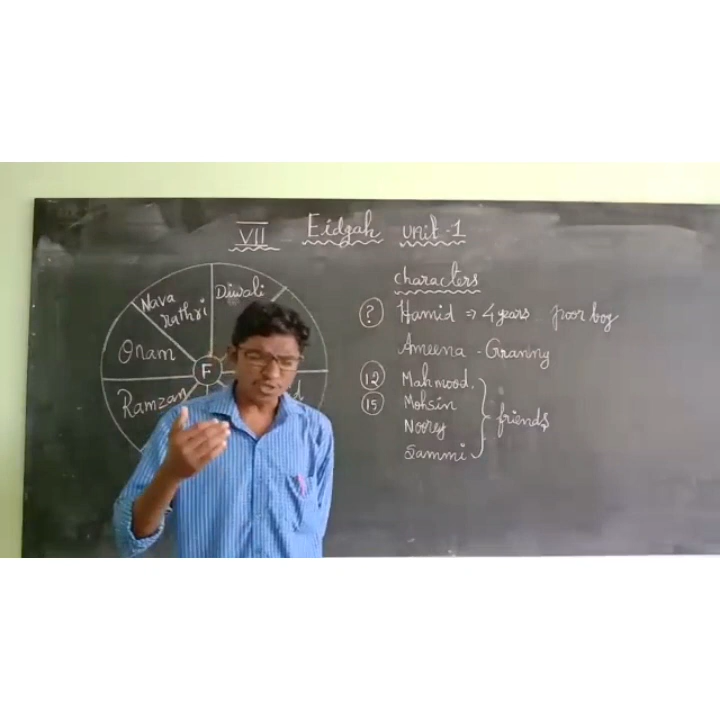 VII Eidgah unit-1
Diwali
Nava
Rathri
Onam
F
Ramzan
characters
? Hamid ⇒ 4 years poor boy
Ameena - Granny
12 Mahmood.
15 Mohsin
Noorey
Sammi
friends